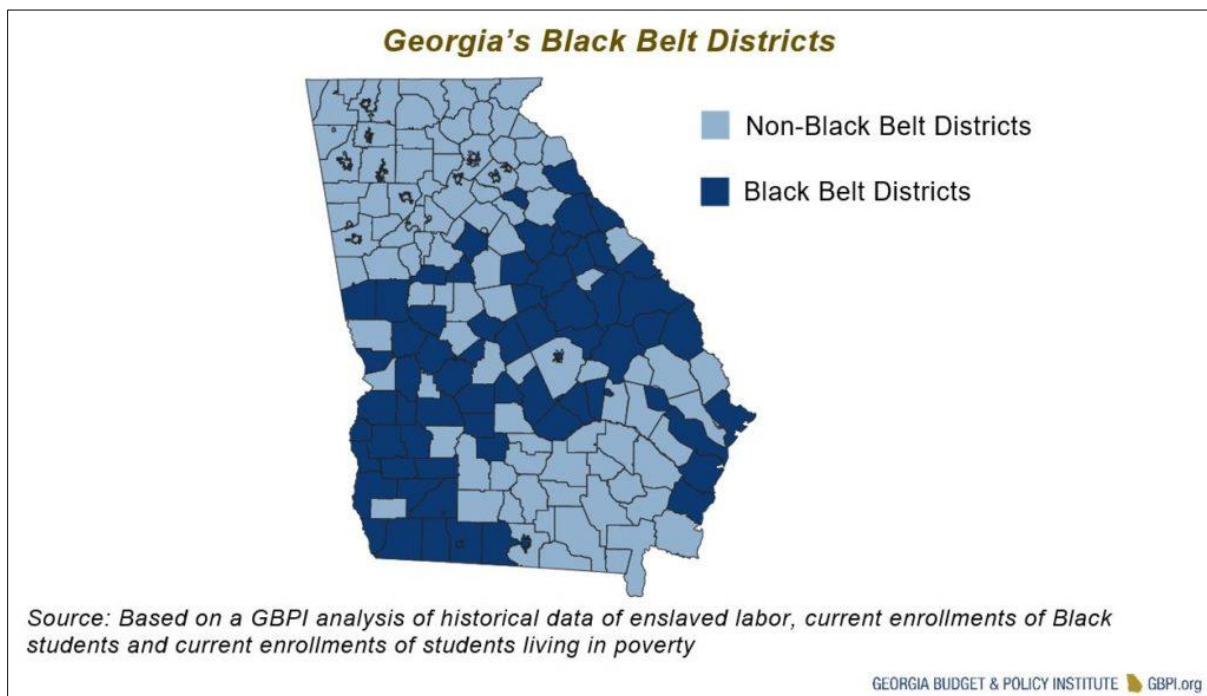 Georgia's Black Belt Districts
Non-Black Belt Districts
Black Belt Districts
Source: Based on a GBPI analysis of historical data of enslaved labor, current enrollments of Black
students and current enrollments of students living in poverty
GEORGIA BUDGET & POLICY INSTITUTE GBPI.org